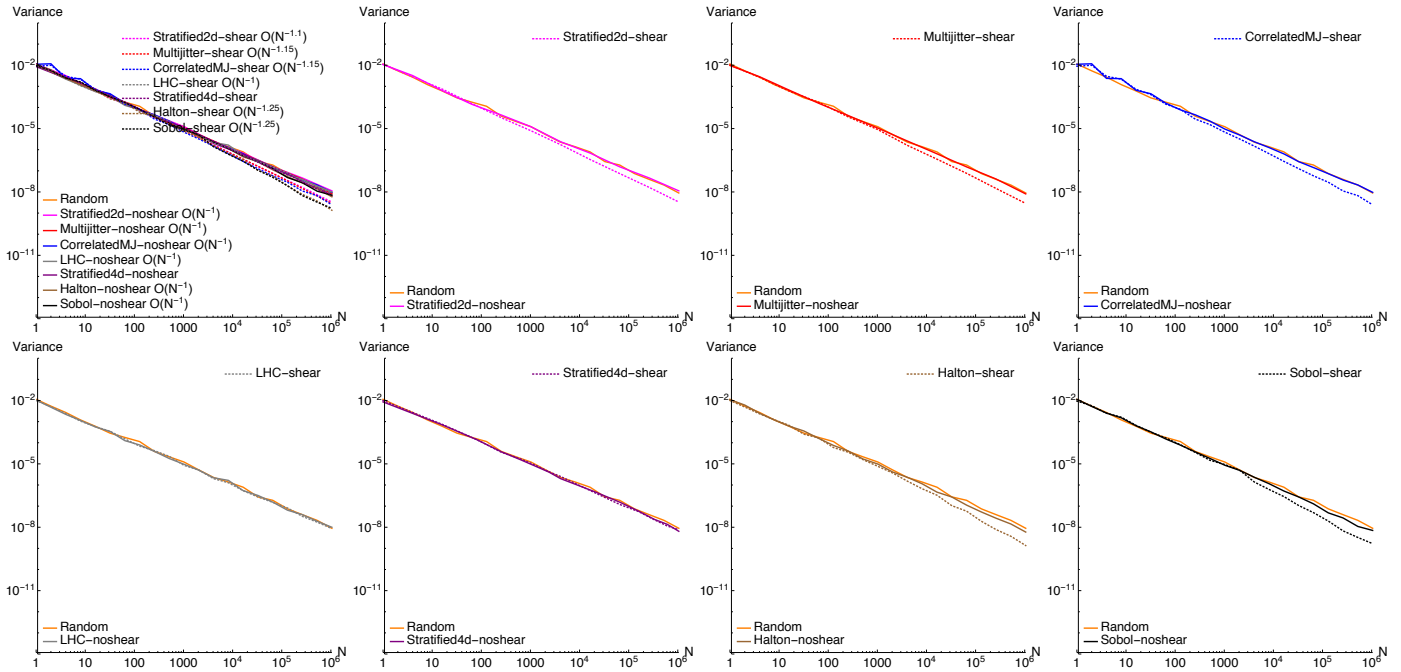 Variance
Stratified2d-shear O(N^-1.1)
Multijitter-shear O(N^-1.15)
CorrelatedMJ-shear O(N^-1.15)
LHC-shear O(N^-1)
Stratified4d-shear
Halton-shear O(N^-1.25)
Sobol-shear O(N^-1.25)
10^-2
10^-5
10^-8
10^-11
Random
Stratified2d-noshear O(N^-1)
Multijitter-noshear O(N^-1)
CorrelatedMJ-noshear O(N^-1)
LHC-noshear O(N^-1)
Stratified4d-noshear
Halton-noshear O(N^-1)
Sobol-noshear O(N^-1)
N
1 10 100 1000 10^4 10^5 10^6
Variance
Stratified2d-shear
10^-2
10^-5
10^-8
10^-11
Random
Stratified2d-noshear
N
1 10 100 1000 10^4 10^5 10^6
Variance
Multijitter-shear
10^-2
10^-5
10^-8
10^-11
Random
Multijitter-noshear
N
1 10 100 1000 10^4 10^5 10^6
Variance
CorrelatedMJ-shear
10^-2
10^-5
10^-8
10^-11
Random
CorrelatedMJ-noshear
N
1 10 100 1000 10^4 10^5 10^6
Variance
LHC-shear
10^-2
10^-5
10^-8
10^-11
Random
LHC-noshear
N
1 10 100 1000 10^4 10^5 10^6
Variance
Stratified4d-shear
10^-2
10^-5
10^-8
10^-11
Random
Stratified4d-noshear
N
1 10 100 1000 10^4 10^5 10^6
Variance
Halton-shear
10^-2
10^-5
10^-8
10^-11
Random
Halton-noshear
N
1 10 100 1000 10^4 10^5 10^6
Variance
Sobol-shear
10^-2
10^-5
10^-8
10^-11
Random
Sobol-noshear
N
1 10 100 1000 10^4 10^5 10^6